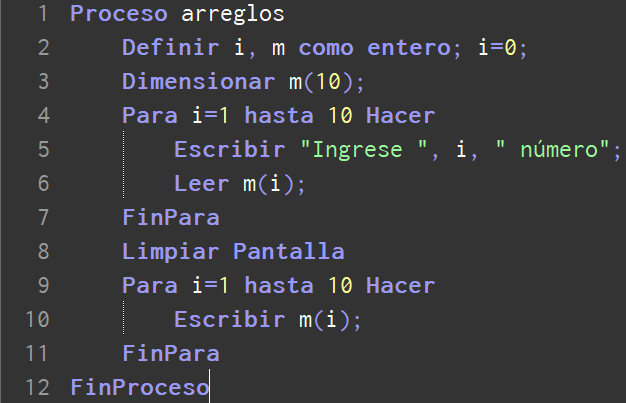 1 Proceso arreglos
2 Definir i, m como entero; i=0;
3 Dimensionar m(10);
4 Para i=1 hasta 10 Hacer
5 Escribir "Ingrese ", i, " número";
6 Leer m(i);
7 FinPara
8 Limpiar Pantalla
9 Para i=1 hasta 10 Hacer
10 Escribir m(i);
11 FinPara
12 FinProceso